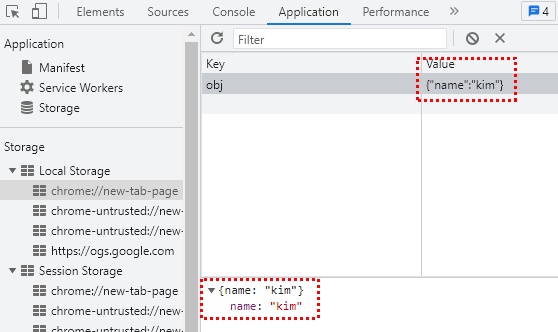 Elements Sources Console Application Performance » 4
Application
Manifest
Service Workers
Storage
Storage
Local Storage
chrome://new-tab-page
chrome-untrusted://new-
chrome-untrusted://new-
https://ogs.google.com
Session Storage
chrome://new-tab-page
chrome-untrusted://new-
chrome-untrusted://new-
Filter
Key Value
obj {"name":"kim"}
{name: "kim"}
name: "kim"